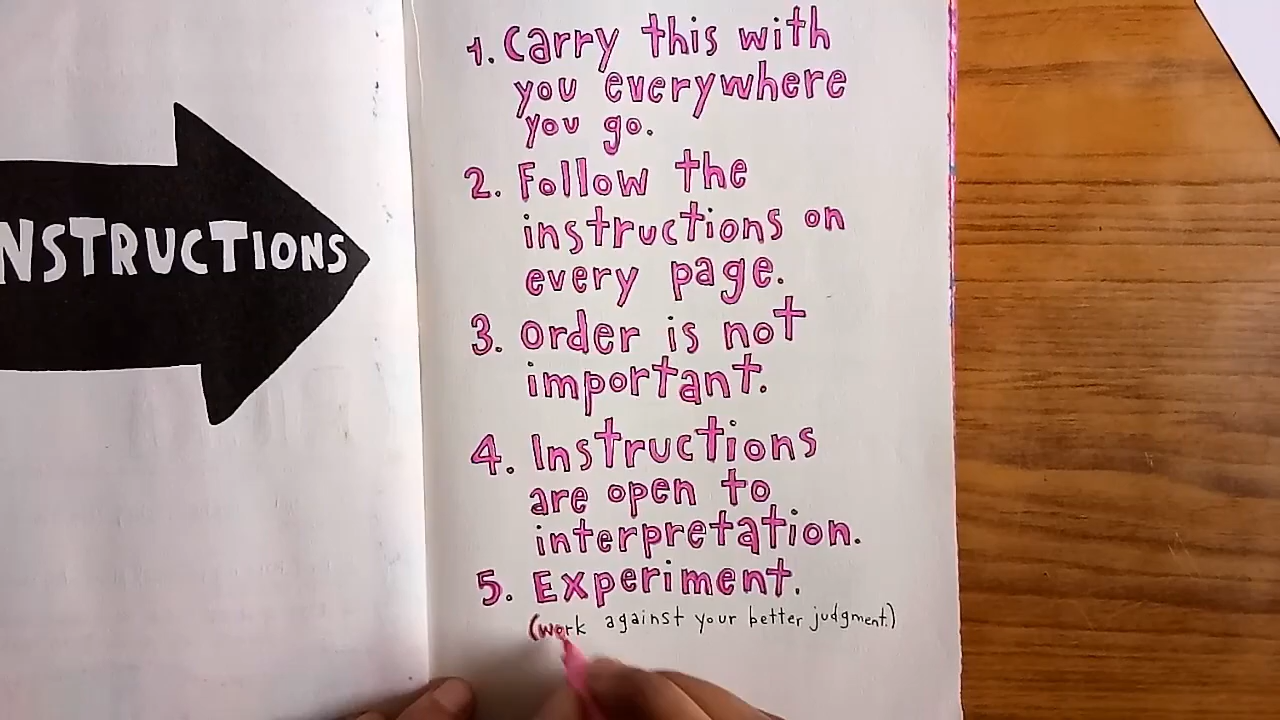 NSTRUCTIONS
1. Carry this with
you everywhere
you go.
2. Follow the
instructions on
every page.
3. Order is not
important.
4. Instructions
are open to
interpretation.
5. Experiment.
(work against your better judgment.)